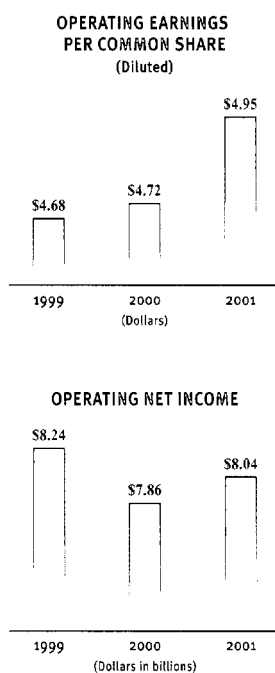 OPERATING EARNINGS
PER COMMON SHARE
(Diluted)
$4.95
$4.68
$4.72
1999 2000 2001
(Dollars)
OPERATING NET INCOME
$8.24
$7.86
$8.04
1999 2000 2001
(Dollars in billions)